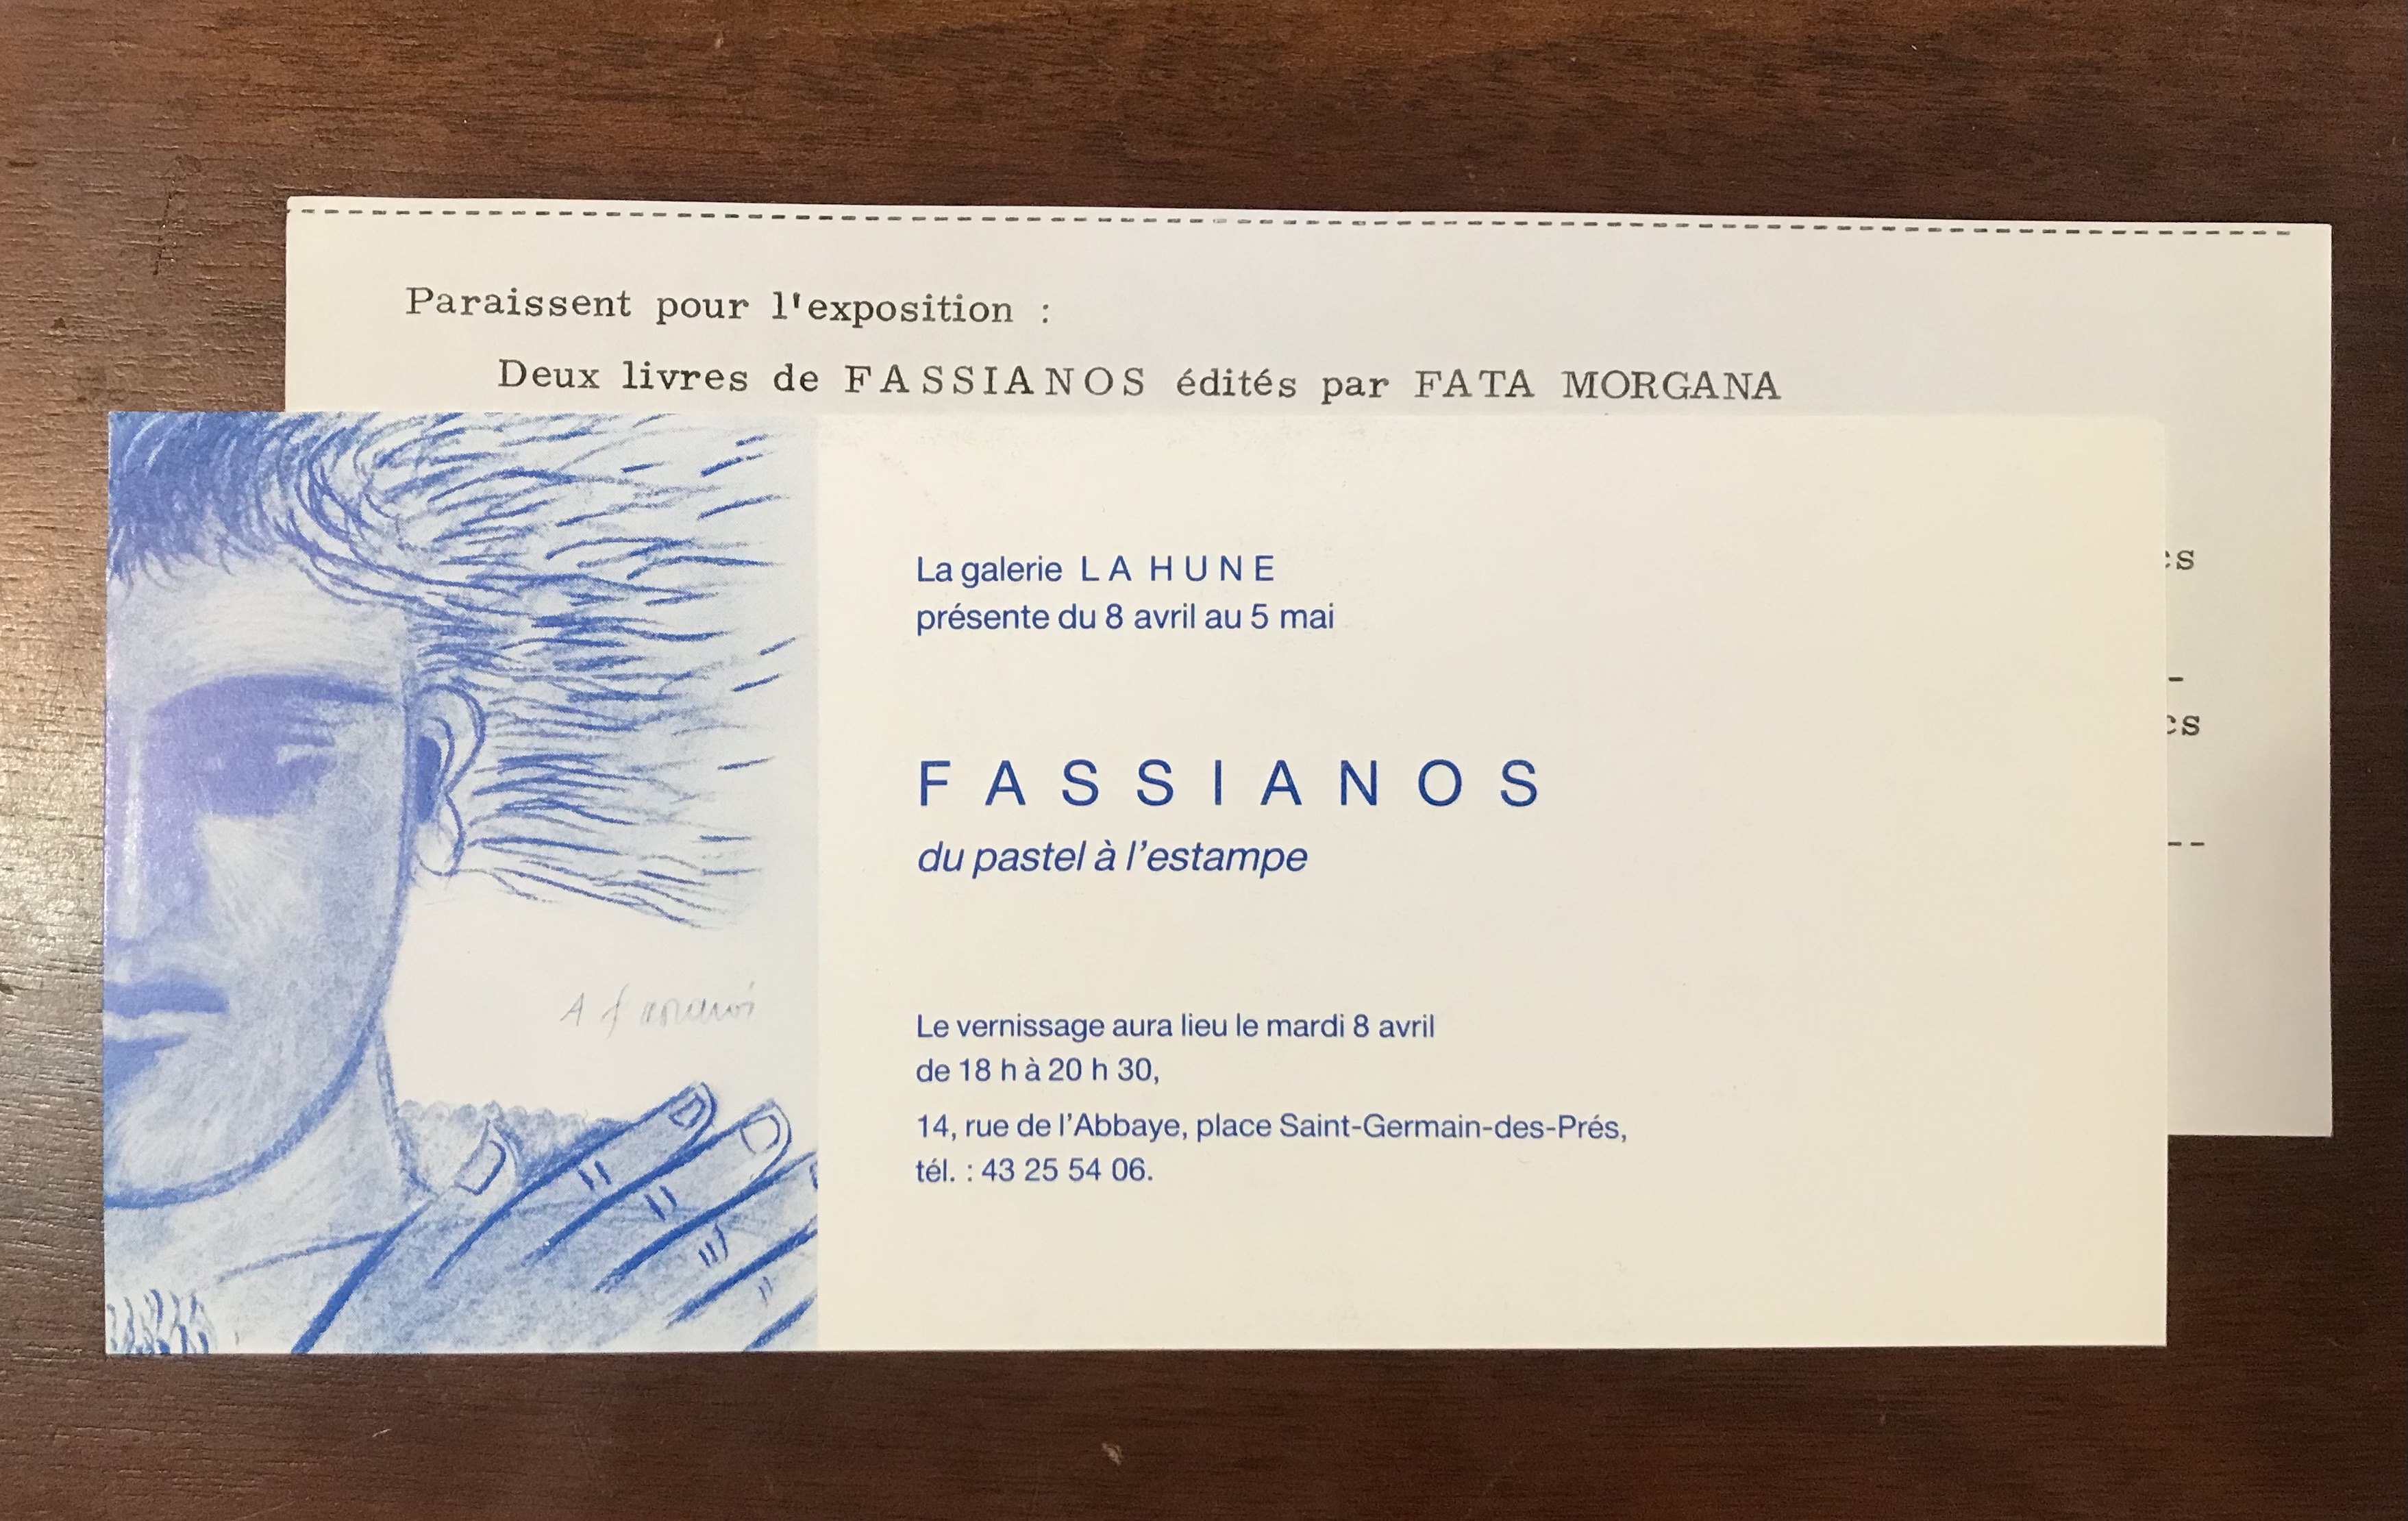 Paraissent pour l'exposition :
Deux livres de FASSIANOS édités par FATA MORGANA
La galerie LA HUNE
présente du 8 avril au 5 mai
FASSIANOS
du pastel à l'estampe
Le vernissage aura lieu le mardi 8 avril
de 18 h à 20 h 30,
14, rue de l'Abbaye, place Saint-Germain-des-Prés,
tél. : 43 25 54 06.